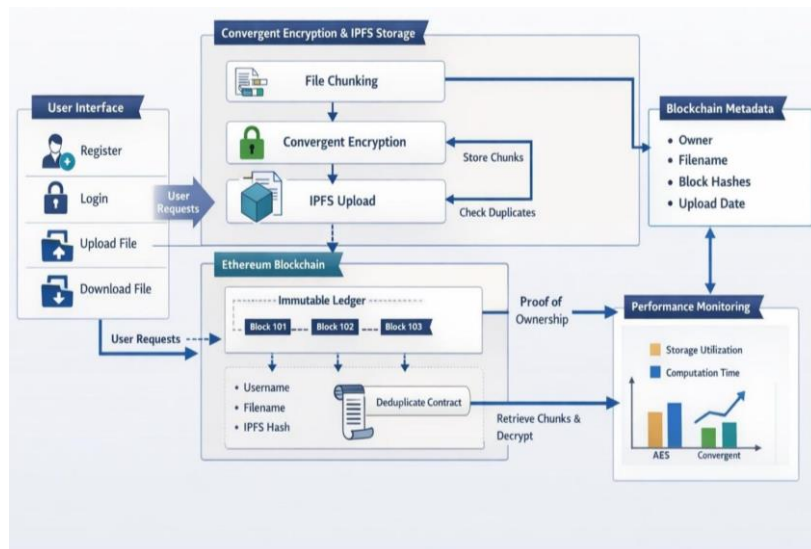 Convergent Encryption & IPFS Storage
File Chunking
Convergent Encryption
Store Chunks
IPFS Upload
Check Duplicates
User Interface
Register
Login
Upload File
Download File
User
Requests
Blockchain Metadata
• Owner
• Filename
• Block Hashes
• Upload Date
Ethereum Blockchain
Immutable Ledger
Block 101
Block 102
Block 103
User Requests
• Username
• Filename
• IPFS Hash
Deduplicate Contract
Proof of
Ownership
Retrieve Chunks &
Decrypt
Performance Monitoring
Storage Utilization
Computation Time
AES
Convergent